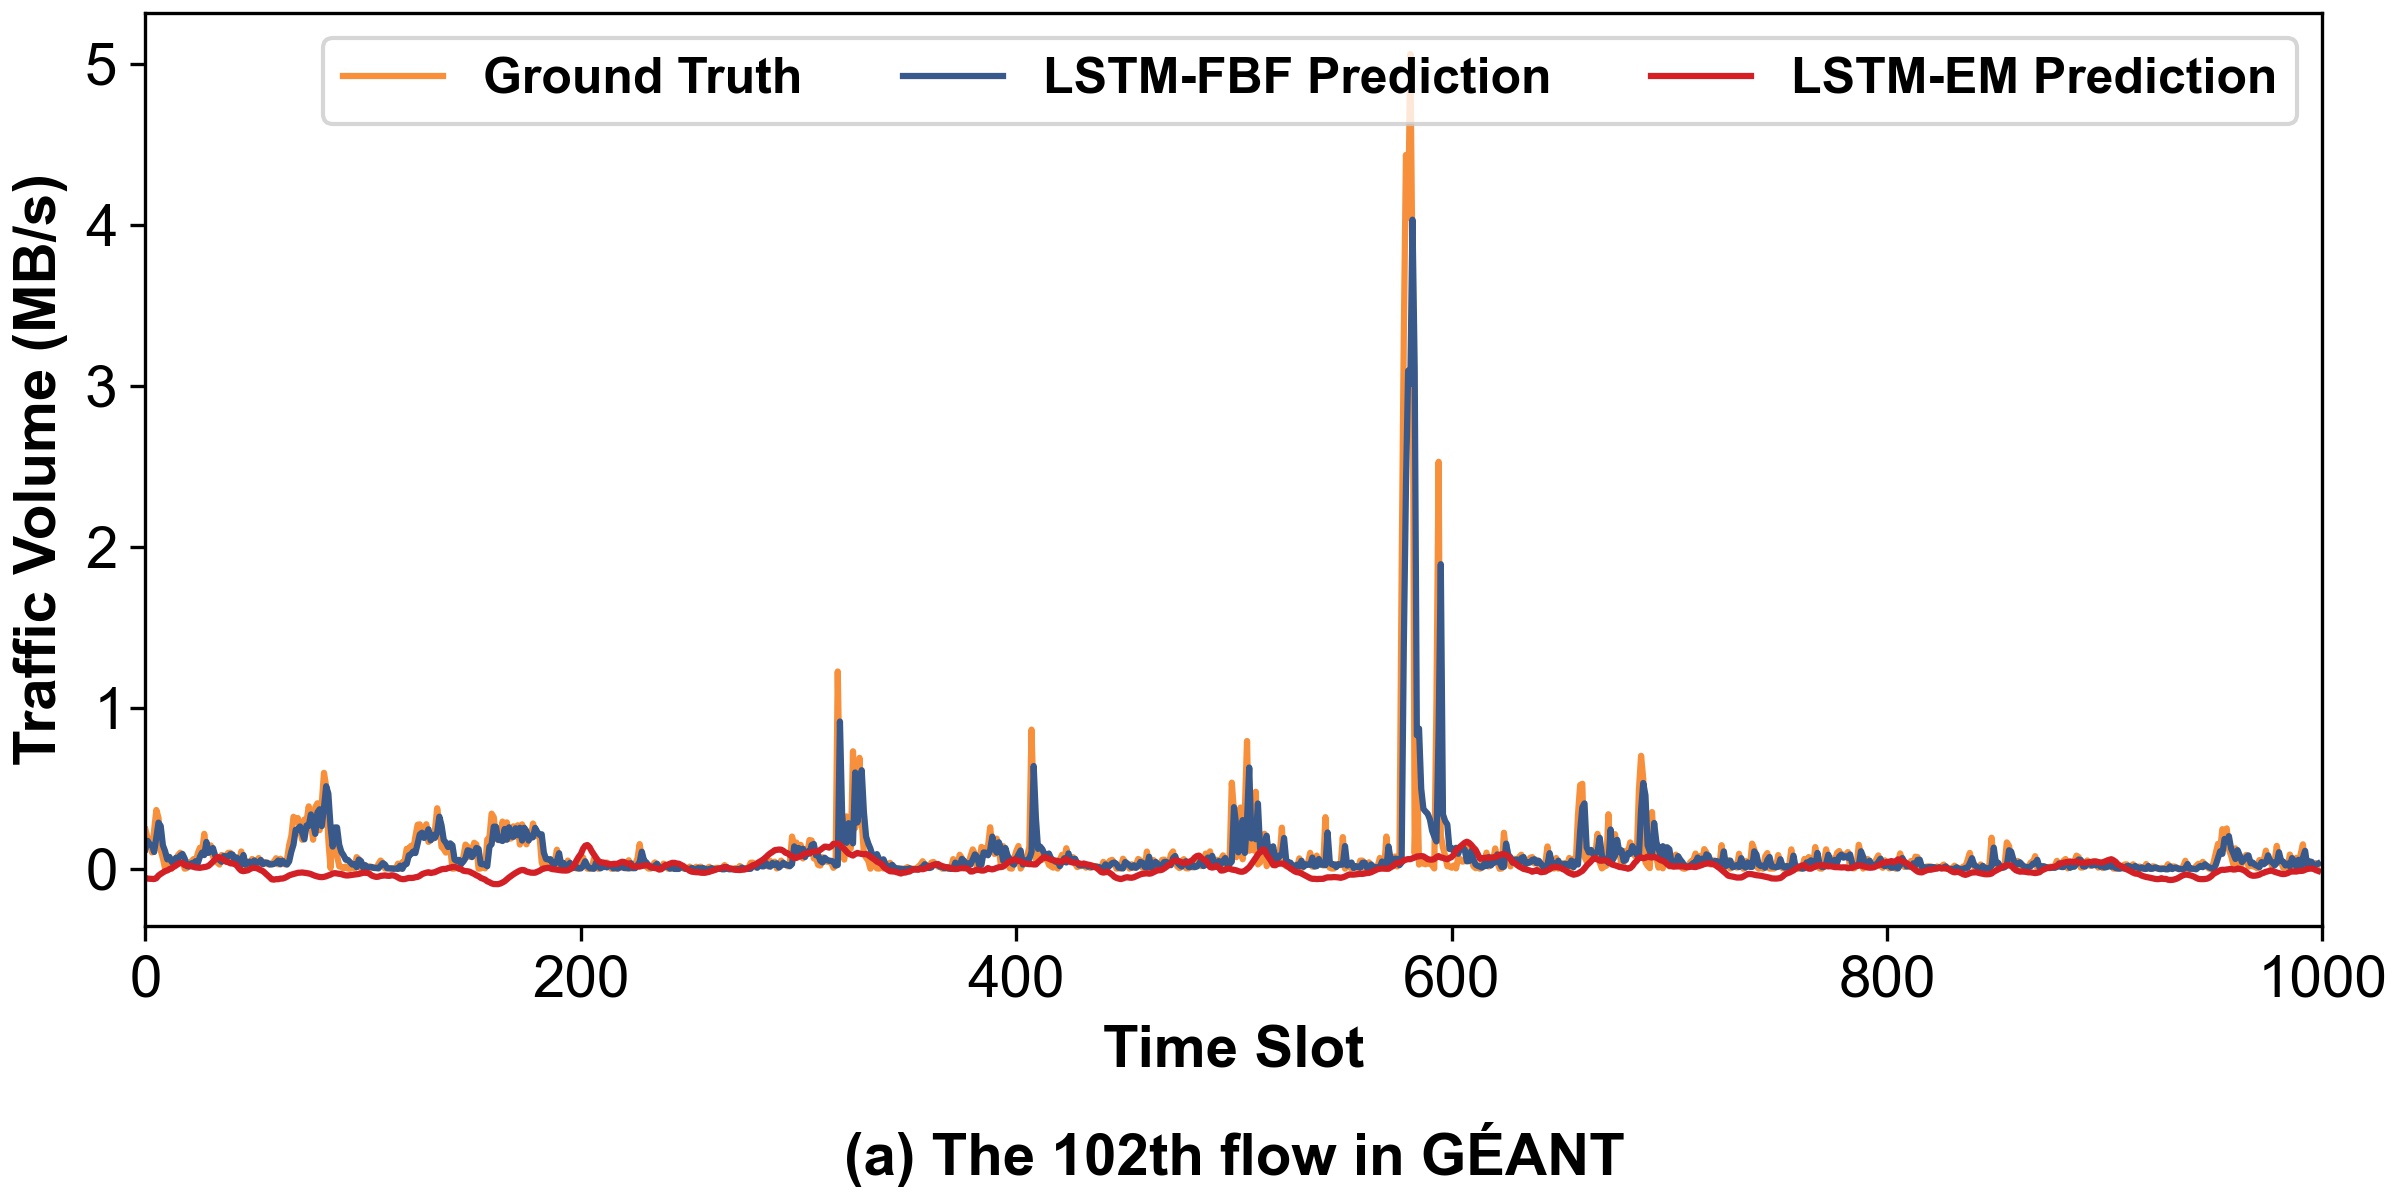 Ground Truth
LSTM-FBF Prediction
LSTM-EM Prediction
Traffic Volume (MB/s)
5
4
3
2
1
0
0
200
400
600
800
1000
Time Slot
(a) The 102th flow in GÉANT